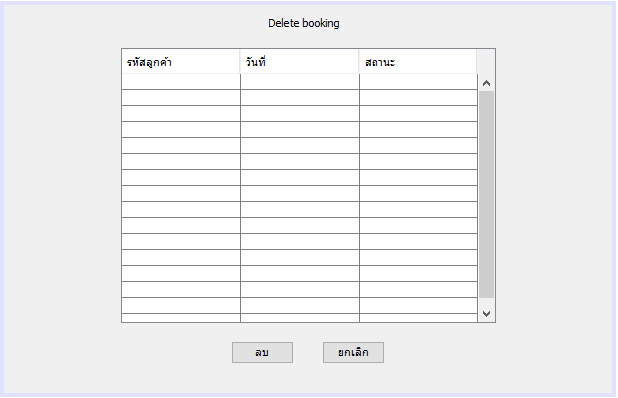 Delete booking
รหัสลูกค้า วันที่ สถานะ
ลบ ยกเลิก